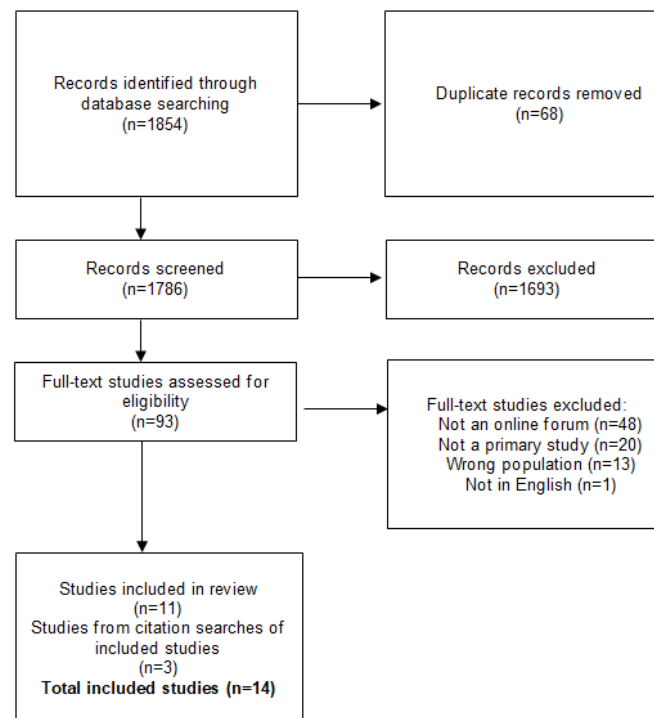 Records identified through
database searching
(n=1854)
Duplicate records removed
(n=68)
Records screened
(n=1786)
Records excluded
(n=1693)
Full-text studies assessed for
eligibility
(n=93)
Full-text studies excluded:
Not an online forum (n=48)
Not a primary study (n=20)
Wrong population (n=13)
Not in English (n=1)
Studies included in review
(n=11)
Studies from citation searches of
included studies
(n=3)
Total included studies (n=14)